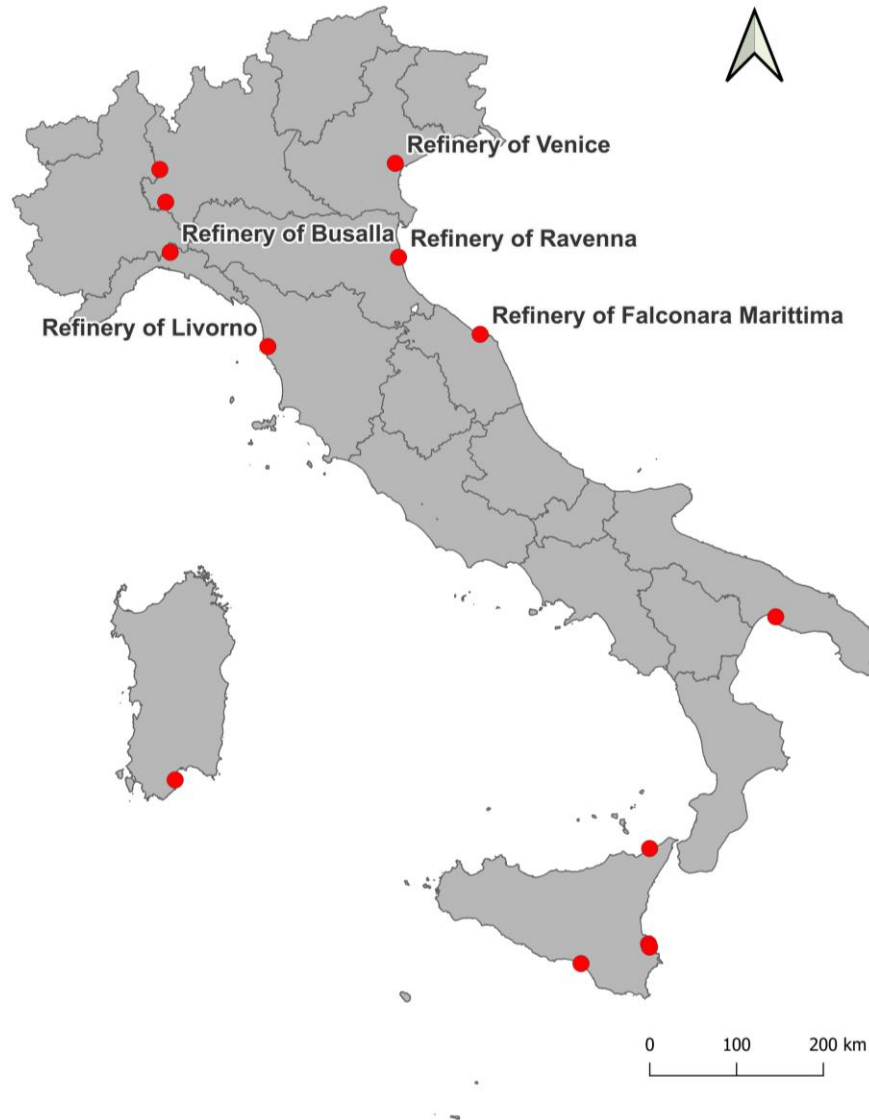 Refinery of Venice
Refinery of Busalla
Refinery of Ravenna
Refinery of Falconara Marittima
Refinery of Livorno
0 100 200 km